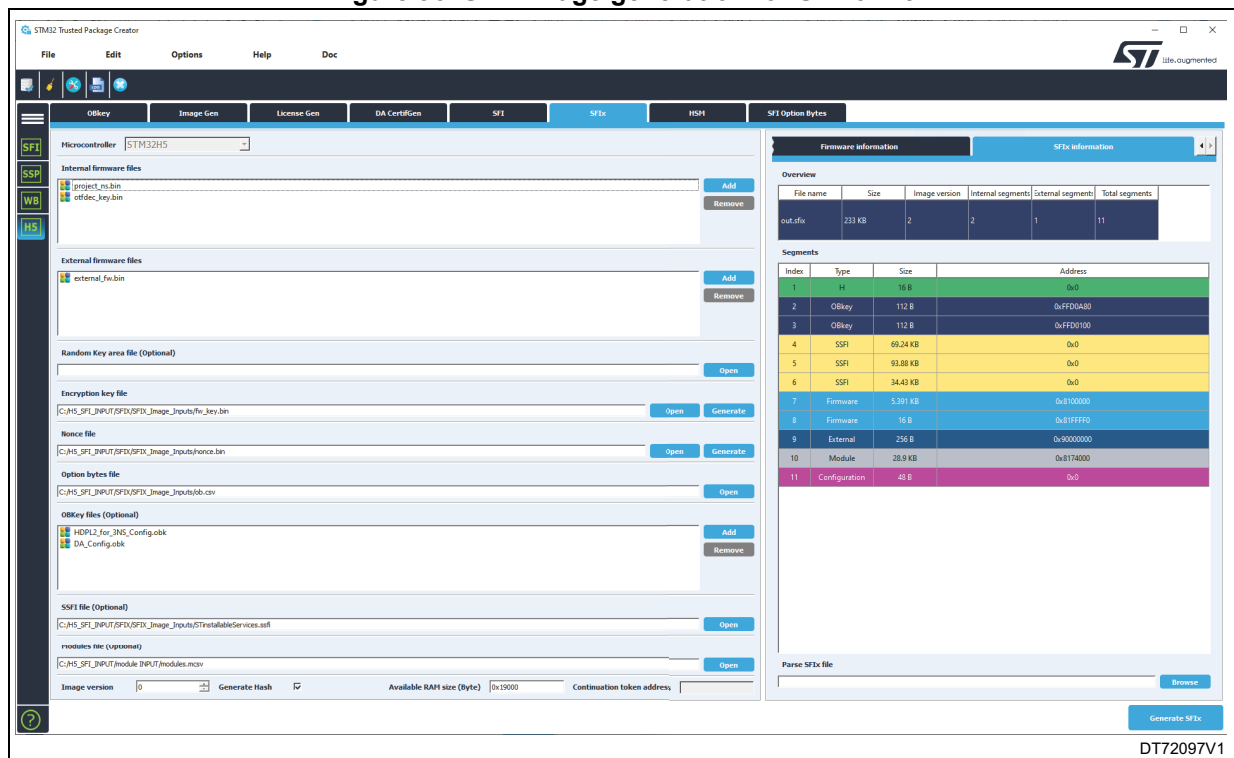 STM32 Trusted Package Creator
File Edit Options Help Doc
ST life.augmented
OBkey Image Gen License Gen DA CertifGen SFI SFIx HSM SFI Option Bytes
SFI
SSP
WB
H5
Microcontroller STM32H5
Internal firmware files
project_ns.bin
otfdec_key.bin
Add
Remove
External firmware files
external_fw.bin
Add
Remove
Random Key area file (Optional)
Open
Encryption key file
C:/H5_SFI_INPUT/SFIX/SFIX_Image_Inputs/fw_key.bin Open Generate
Nonce file
C:/H5_SFI_INPUT/SFIX/SFIX_Image_Inputs/nonce.bin Open Generate
Option bytes file
C:/H5_SFI_INPUT/SFIX/SFIX_Image_Inputs/ob.csv Open
OBKey files (Optional)
HDPL2_for_3NS_Config.obk
DA_Config.obk
Add
Remove
SSFI file (Optional)
C:/H5_SFI_INPUT/SFIX/SFIX_Image_Inputs/STinstallableServices.ssfi Open
Modules file (Optional)
C:/H5_SFI_INPUT/module INPUT/modules.mcsv Open
Image version 0 Generate Hash Available RAM size (Byte) 0x19000 Continuation token address
Firmware information SFIx information
Overview
File name Size Image version Internal segments External segments Total segments
out.sfix 233 KB 2 2 1 11
Segments
Index Type Size Address
1 H 16 B 0x0
2 OBkey 112 B 0xFFD0A80
3 OBkey 112 B 0xFFD0100
4 SSFI 69.24 KB 0x0
5 SSFI 93.88 KB 0x0
6 SSFI 34.43 KB 0x0
7 Firmware 5.391 KB 0x8100000
8 Firmware 16 B 0x81FFFF0
9 External 256 B 0x90000000
10 Module 28.9 KB 0x8174000
11 Configuration 48 B 0x0
Parse SFIx file
Browse
Generate SFIx
?
DT72097V1